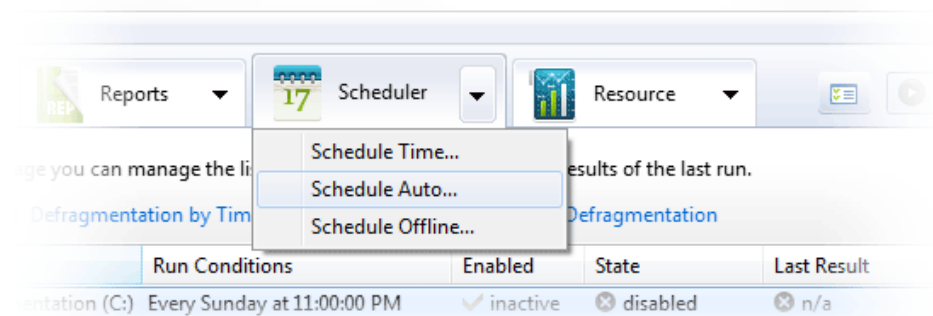 Reports
17 Scheduler
Resource
Schedule Time...
Schedule Auto...
Schedule Offline...
you can manage the li
esults of the last run.
Defragmentation by Tim
Defragmentation
Run Conditions Enabled State Last Result
entation (C:) Every Sunday at 11:00:00 PM inactive disabled n/a